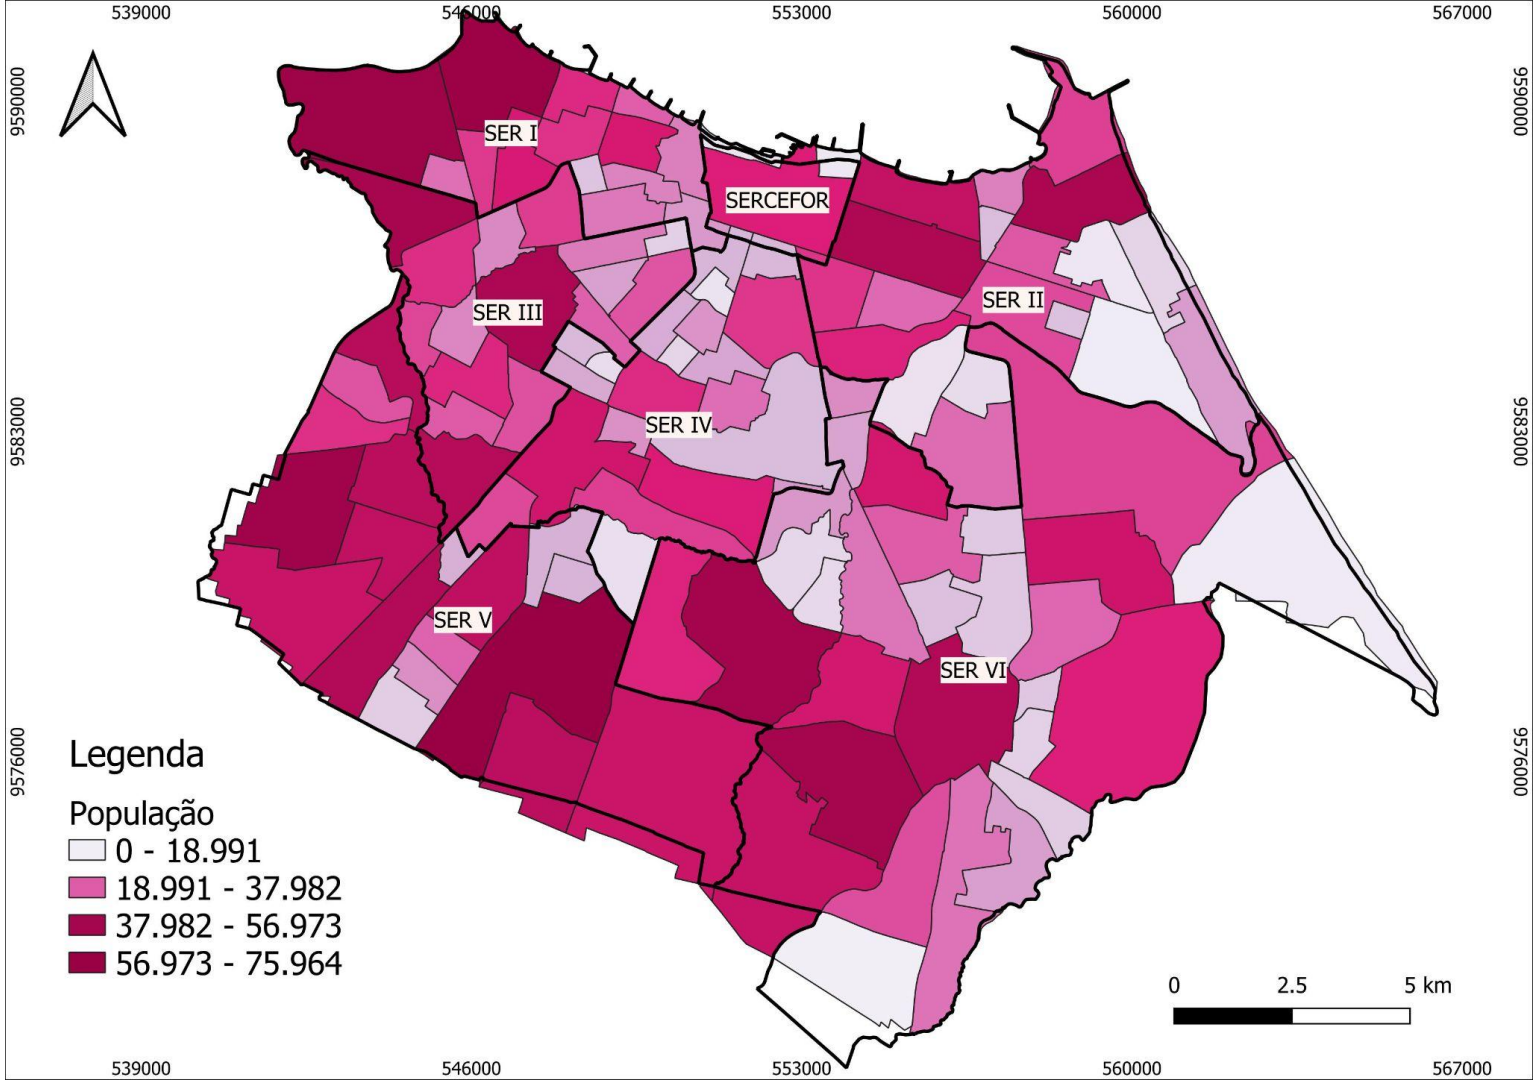 539000 546000 553000 560000 567000
9590000 9590000
SER I
SERCEFOR
SER II
SER III
9583000 9583000
SER IV
SER V
SER VI
9576000 9576000
Legenda
População
0 - 18.991
18.991 - 37.982
37.982 - 56.973
56.973 - 75.964
0 2.5 5 km
539000 546000 553000 560000 567000